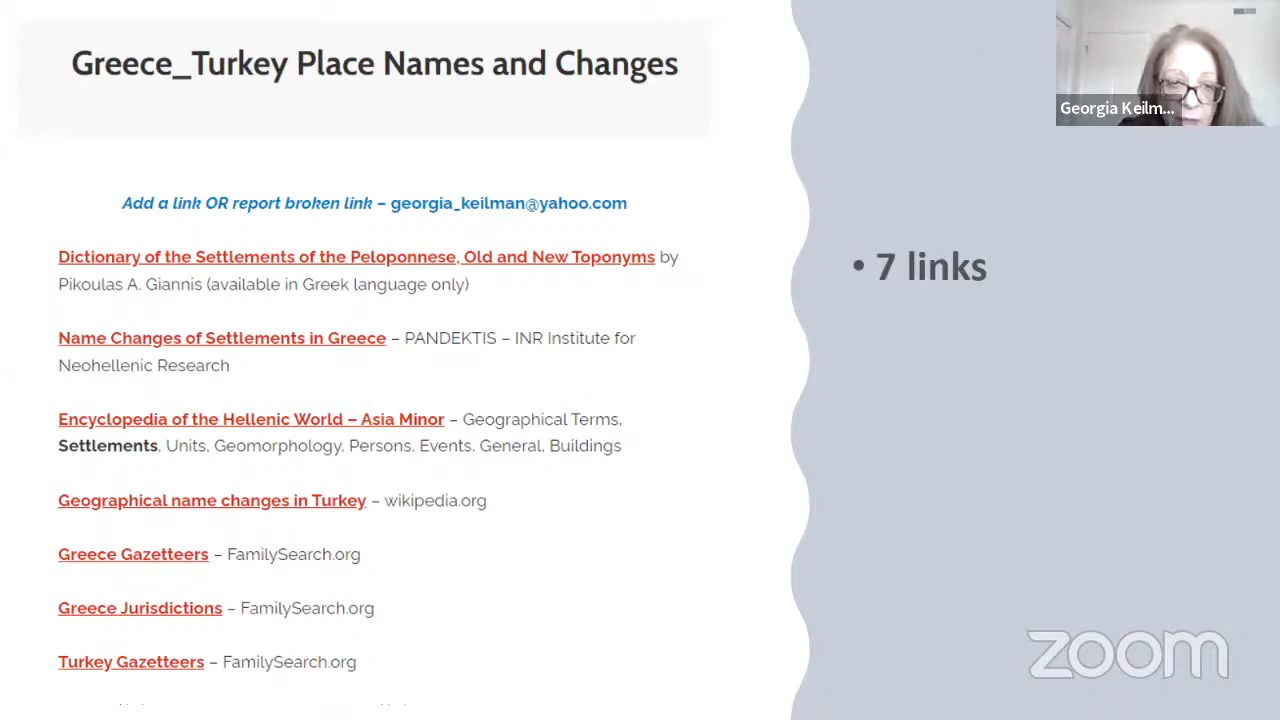 Greece_Turkey Place Names and Changes
Add a link OR report broken link – georgia_keilman@yahoo.com
Dictionary of the Settlements of the Peloponnese, Old and New Toponyms by
Pikoulas A. Giannis (available in Greek language only)
Name Changes of Settlements in Greece – PANDEKTIS – INR Institute for
Neohellenic Research
Encyclopedia of the Hellenic World – Asia Minor – Geographical Terms,
Settlements, Units, Geomorphology, Persons, Events, General, Buildings
Geographical name changes in Turkey – wikipedia.org
Greece Gazetteers – FamilySearch.org
Greece Jurisdictions – FamilySearch.org
Turkey Gazetteers – FamilySearch.org
• 7 links
Georgia Keilm...
zoom